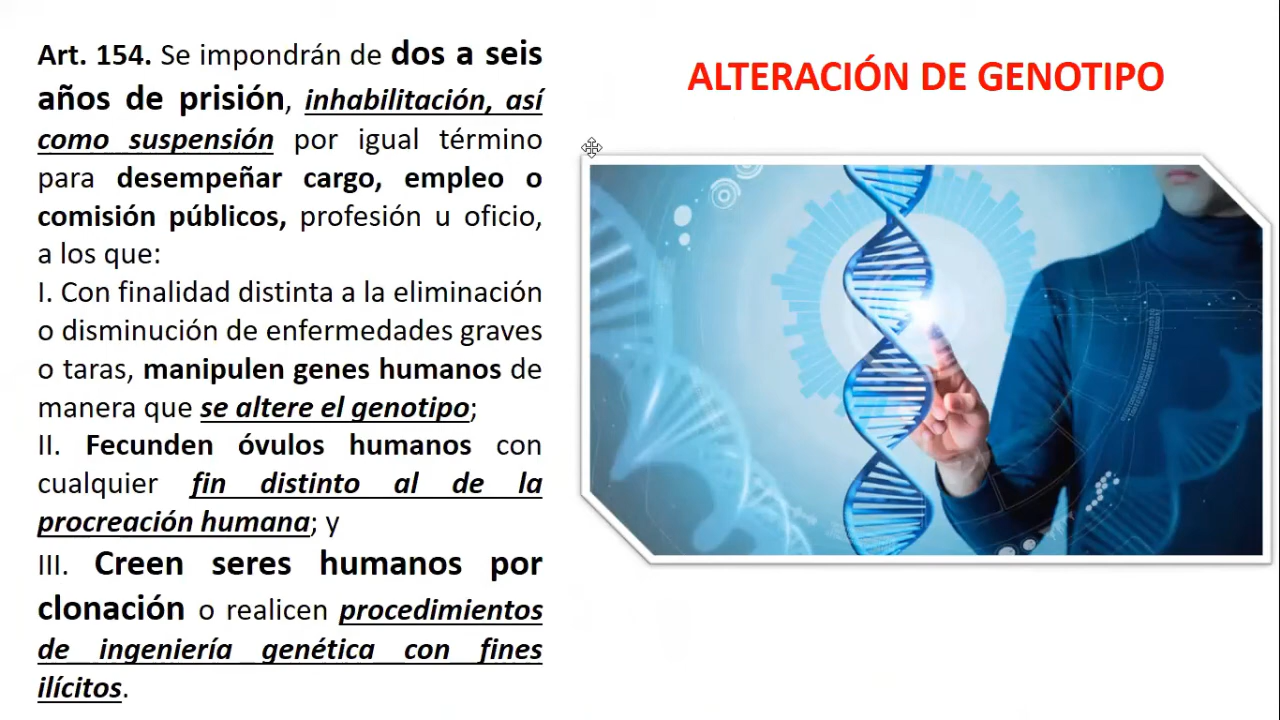 Art. 154. Se impondrán de dos a seis
años de prisión, inhabilitación, así
como suspensión por igual término
para desempeñar cargo, empleo o
comisión públicos, profesión u oficio,
a los que:
I. Con finalidad distinta a la eliminación
o disminución de enfermedades graves
o taras, manipulen genes humanos de
manera que se altere el genotipo;
II. Fecunden óvulos humanos con
cualquier fin distinto al de la
procreación humana; y
III. Creen seres humanos por
clonación o realicen procedimientos
de ingeniería genética con fines
ilícitos.
ALTERACIÓN DE GENOTIPO